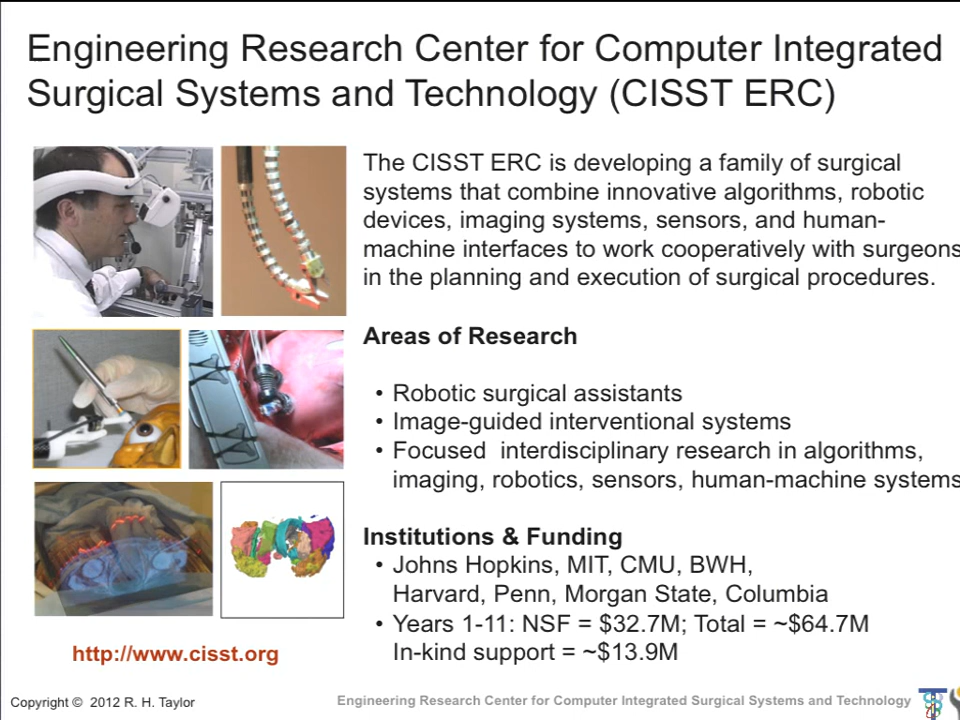 Engineering Research Center for Computer Integrated
Surgical Systems and Technology (CISST ERC)
The CISST ERC is developing a family of surgical
systems that combine innovative algorithms, robotic
devices, imaging systems, sensors, and human-
machine interfaces to work cooperatively with surgeons
in the planning and execution of surgical procedures.
Areas of Research
• Robotic surgical assistants
• Image-guided interventional systems
• Focused  interdisciplinary research in algorithms,
imaging, robotics, sensors, human-machine systems
Institutions & Funding
• Johns Hopkins, MIT, CMU, BWH,
Harvard, Penn, Morgan State, Columbia
• Years 1-11: NSF = $32.7M; Total = ~$64.7M
In-kind support = ~$13.9M
http://www.cisst.org
Copyright ©  2012 R. H. Taylor
Engineering Research Center for Computer Integrated Surgical Systems and Technology